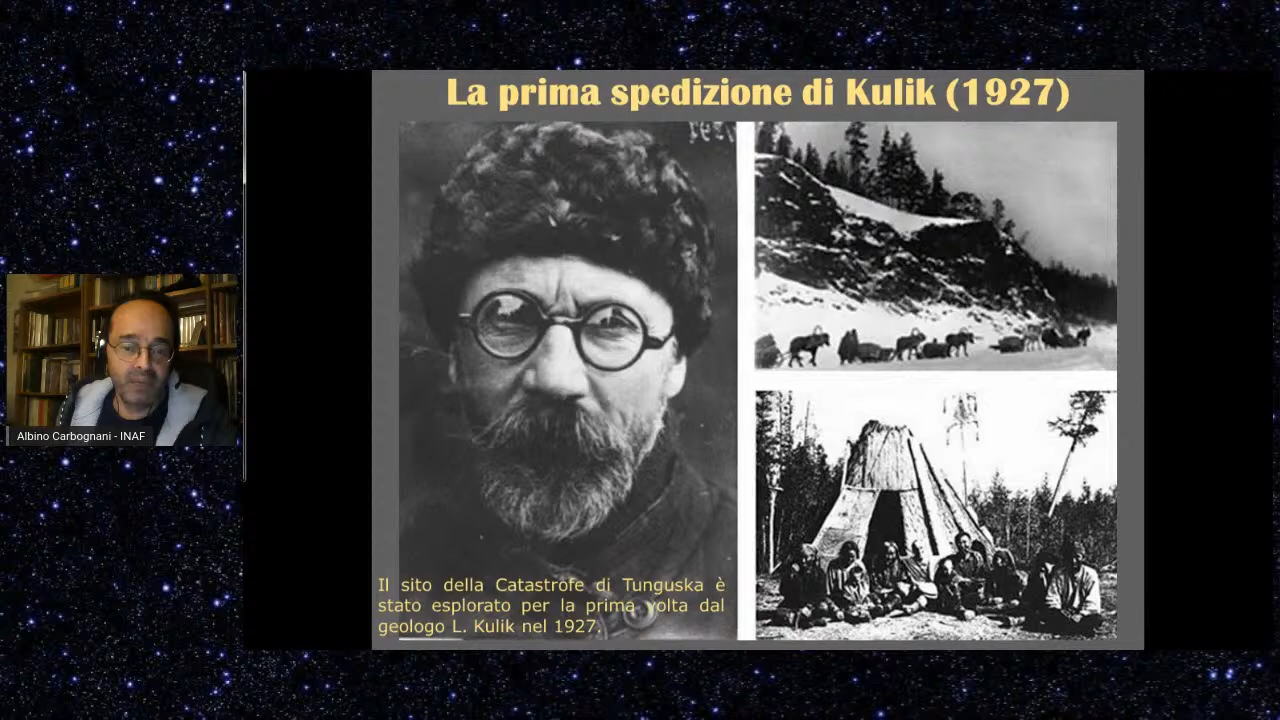 La prima spedizione di Kulik (1927)
Albino Carbognani - INAF
Il sito della Catastrofe di Tunguska è
stato esplorato per la prima volta dal
geologo L. Kulik nel 1927.